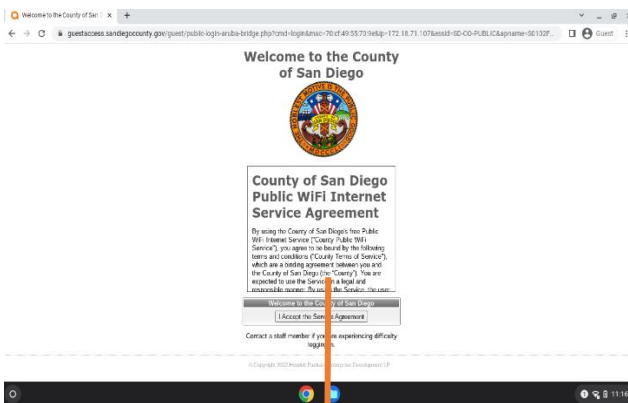 Welcome to the County of San D
guestaccess.sandiegocounty.gov/guest/public-login-aruba-bridge.php?cmd=login&mac=70:cf:49:55:73:9e&ip=172.18.71.107&essid=SD-CO-PUBLIC&apname=S0102F...
Guest
Welcome to the County
of San Diego
County of San Diego
Public WiFi Internet
Service Agreement
By using the County of San Diego's free Public
WiFi Internet Service ("County Public WiFi
Service"), you agree to be bound by the following
terms and conditions ("County Terms of Service"),
which are a binding agreement between you and
the County of San Diego (the "County"). You are
expected to use the Service in a legal and
responsible manner. By using the Service, the user
Welcome to the County of San Diego
I Accept the Service Agreement
Contact a staff member if you are experiencing difficulty
logging in.
© Copyright 2022 Hewlett Packard Enterprise Development LP
11:16